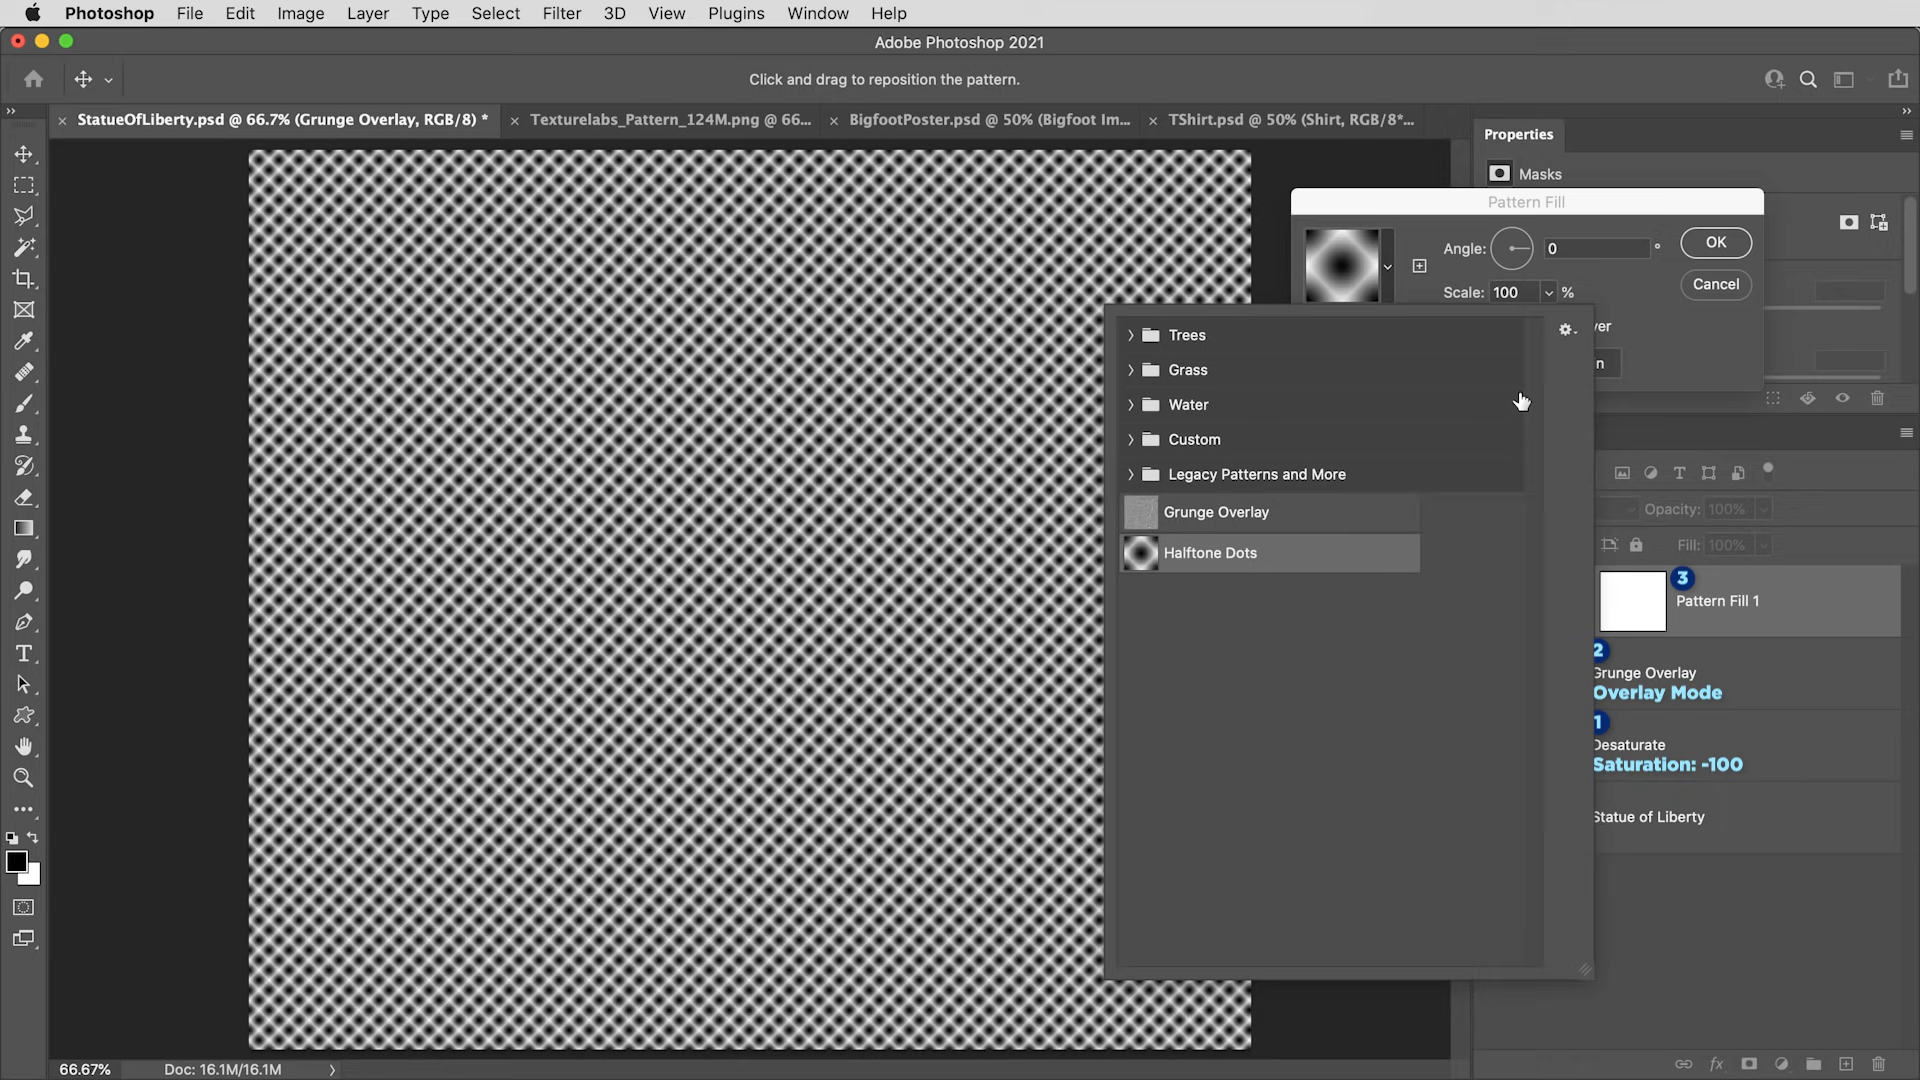 Photoshop File Edit Image Layer Type Select Filter 3D View Plugins Window Help
Adobe Photoshop 2021
Click and drag to reposition the pattern.
StatueOfLiberty.psd @ 66.7% (Grunge Overlay, RGB/8) *
Texturelabs_Pattern_124M.png @ 66...
BigfootPoster.psd @ 50% (Bigfoot Im...
TShirt.psd @ 50% (Shirt, RGB/8*...
Properties
Masks
Pattern Fill
Angle: 0 °
OK
Scale: 100 %
Cancel
ver
n
Trees
Grass
Water
Custom
Legacy Patterns and More
Grunge Overlay
Halftone Dots
Opacity: 100%
Fill: 100%
3
Pattern Fill 1
2
Grunge Overlay
Overlay Mode
1
Desaturate
Saturation: -100
Statue of Liberty
66.67% Doc: 16.1M/16.1M
fx